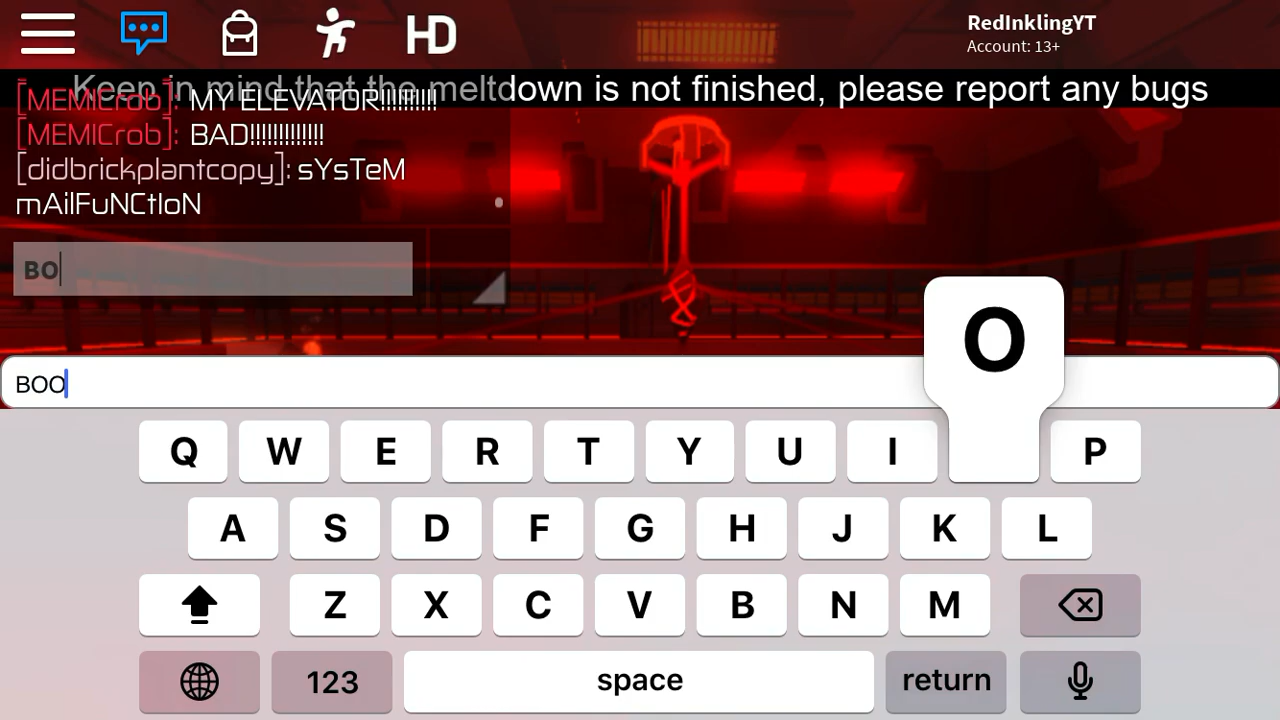 HD
RedInklingYT
Account: 13+
Keep in mind that the meltdown is not finished, please report any bugs
[MEMICrob]: MY ELEVATOR!!!!!!!!!
[MEMICrob]: BAD!!!!!!!!!!!!!
[didbrickplantcopy]: sYsTeM
mAilFuNCtIoN
BO
O
BOO
Q W E R T Y U I P
A S D F G H J K L
Z X C V B N M
123 space return